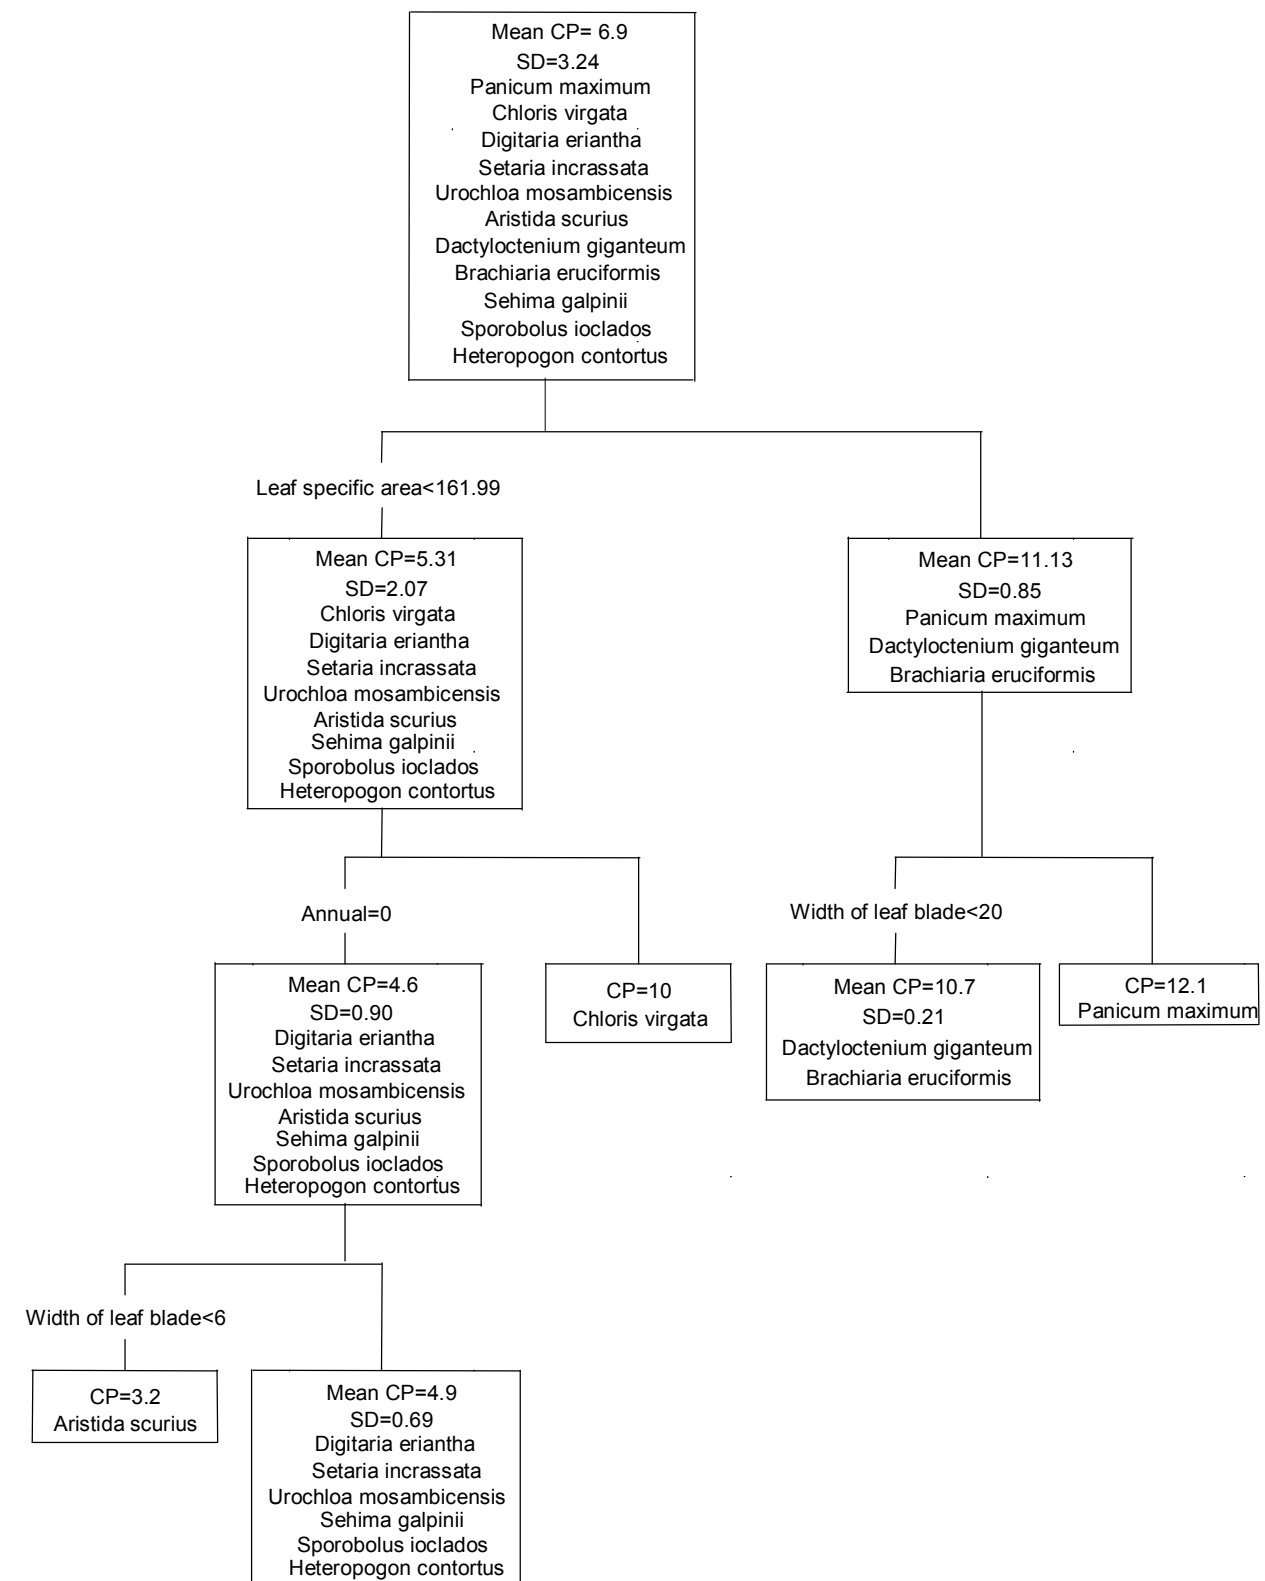 Mean CP= 6.9
SD=3.24
Panicum maximum
Chloris virgata
Digitaria eriantha
Setaria incrassata
Urochloa mosambicensis
Aristida scurius
Dactyloctenium giganteum
Brachiaria eruciformis
Sehima galpinii
Sporobolus ioclados
Heteropogon contortus
Leaf specific area<161.99
Mean CP=5.31
SD=2.07
Chloris virgata
Digitaria eriantha
Setaria incrassata
Urochloa mosambicensis
Aristida scurius
Sehima galpinii
Sporobolus ioclados
Heteropogon contortus
Mean CP=11.13
SD=0.85
Panicum maximum
Dactyloctenium giganteum
Brachiaria eruciformis
Annual=0
Width of leaf blade<20
Mean CP=4.6
SD=0.90
Digitaria eriantha
Setaria incrassata
Urochloa mosambicensis
Aristida scurius
Sehima galpinii
Sporobolus ioclados
Heteropogon contortus
CP=10
Chloris virgata
Mean CP=10.7
SD=0.21
Dactyloctenium giganteum
Brachiaria eruciformis
CP=12.1
Panicum maximum
Width of leaf blade<6
CP=3.2
Aristida scurius
Mean CP=4.9
SD=0.69
Digitaria eriantha
Setaria incrassata
Urochloa mosambicensis
Sehima galpinii
Sporobolus ioclados
Heteropogon contortus